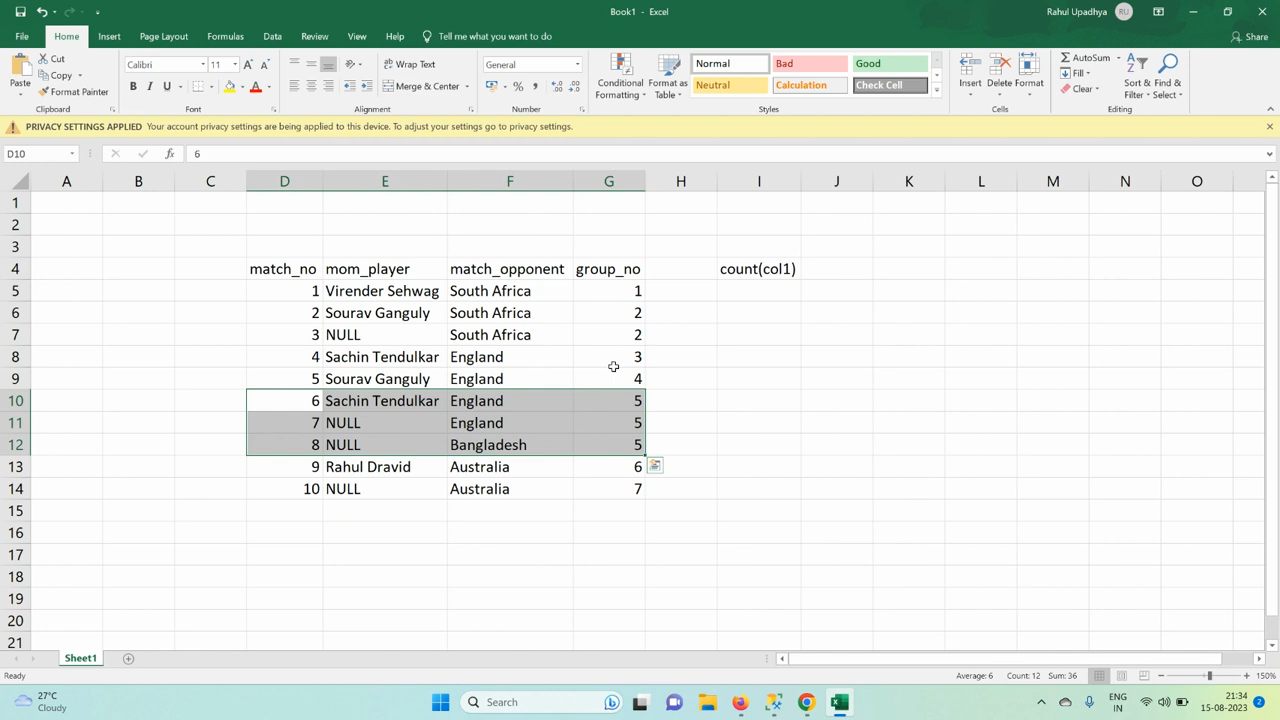 Book1 - Excel
Rahul Upadhya RU
File Home Insert Page Layout Formulas Data Review View Help Tell me what you want to do Share
Paste
Cut
Copy
Format Painter
Clipboard
Calibri 11
B I U A A A
Font
Wrap Text
Merge & Center
Alignment
General
%
Number
Conditional Formatting
Format as Table
Normal Bad Good
Neutral Calculation Check Cell
Styles
Insert Delete Format
Cells
AutoSum
Fill
Clear
Sort & Filter
Find & Select
Editing
PRIVACY SETTINGS APPLIED Your account privacy settings are being applied to this device. To adjust your settings go to privacy settings.
D10 fx 6
A B C D E F G H I J K L M N O
1
2
3
4 match_no mom_player match_opponent group_no count(col1)
5 1 Virender Sehwag South Africa 1
6 2 Sourav Ganguly South Africa 2
7 3 NULL South Africa 2
8 4 Sachin Tendulkar England 3
9 5 Sourav Ganguly England 4
10 6 Sachin Tendulkar England 5
11 7 NULL England 5
12 8 NULL Bangladesh 5
13 9 Rahul Dravid Australia 6
14 10 NULL Australia 7
15
16
17
18
19
20
21
Sheet1
Ready Average: 6 Count: 12 Sum: 36 150%
27°C
Cloudy
Search
ENG
IN
21:34
15-08-2023
2